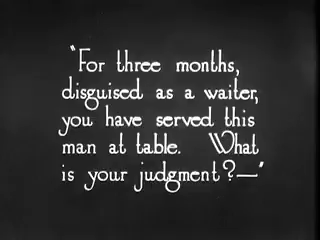 "For three months,
disguised as a waiter,
you have served this
man at table. What
is your judgment?—"